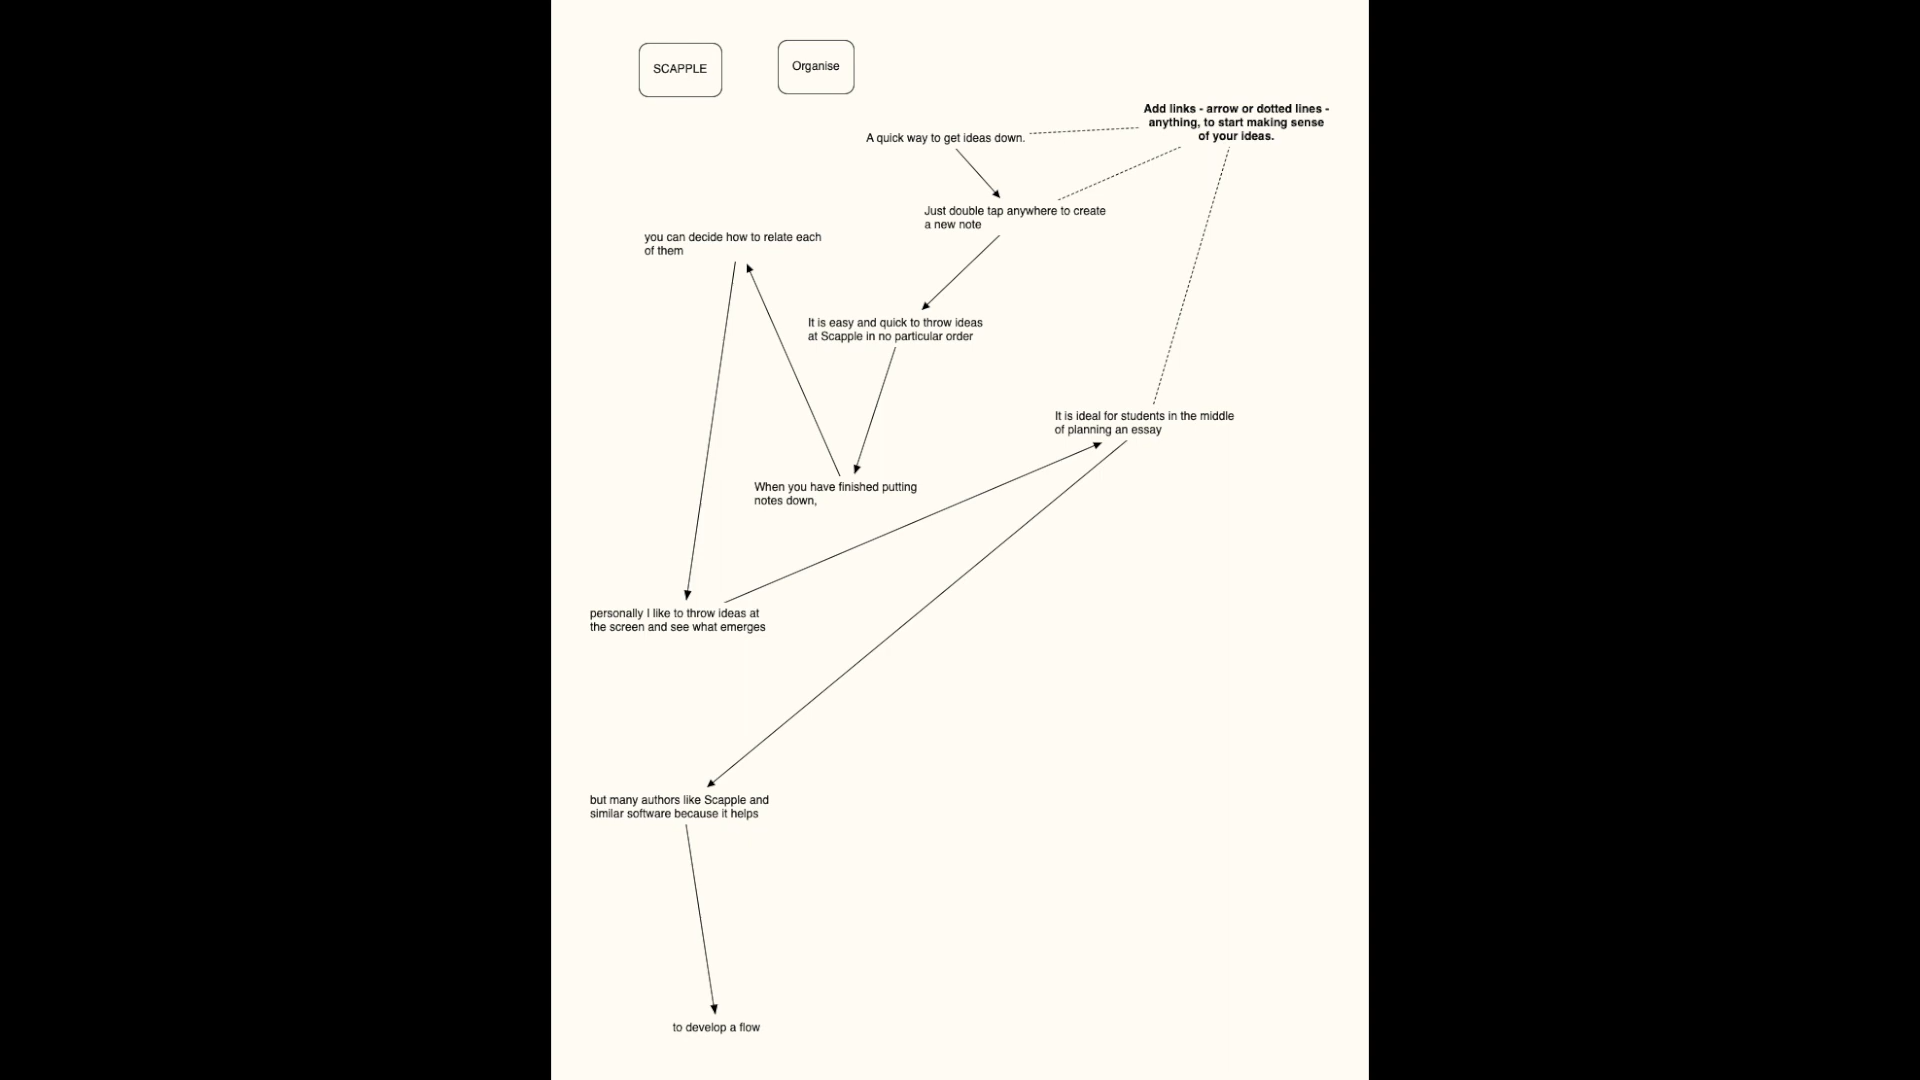 SCAPPLE
Organise
Add links - arrow or dotted lines -
anything, to start making sense
of your ideas.
A quick way to get ideas down.
Just double tap anywhere to create
a new note
you can decide how to relate each
of them
It is easy and quick to throw ideas
at Scapple in no particular order
It is ideal for students in the middle
of planning an essay
When you have finished putting
notes down,
personally I like to throw ideas at
the screen and see what emerges
but many authors like Scapple and
similar software because it helps
to develop a flow